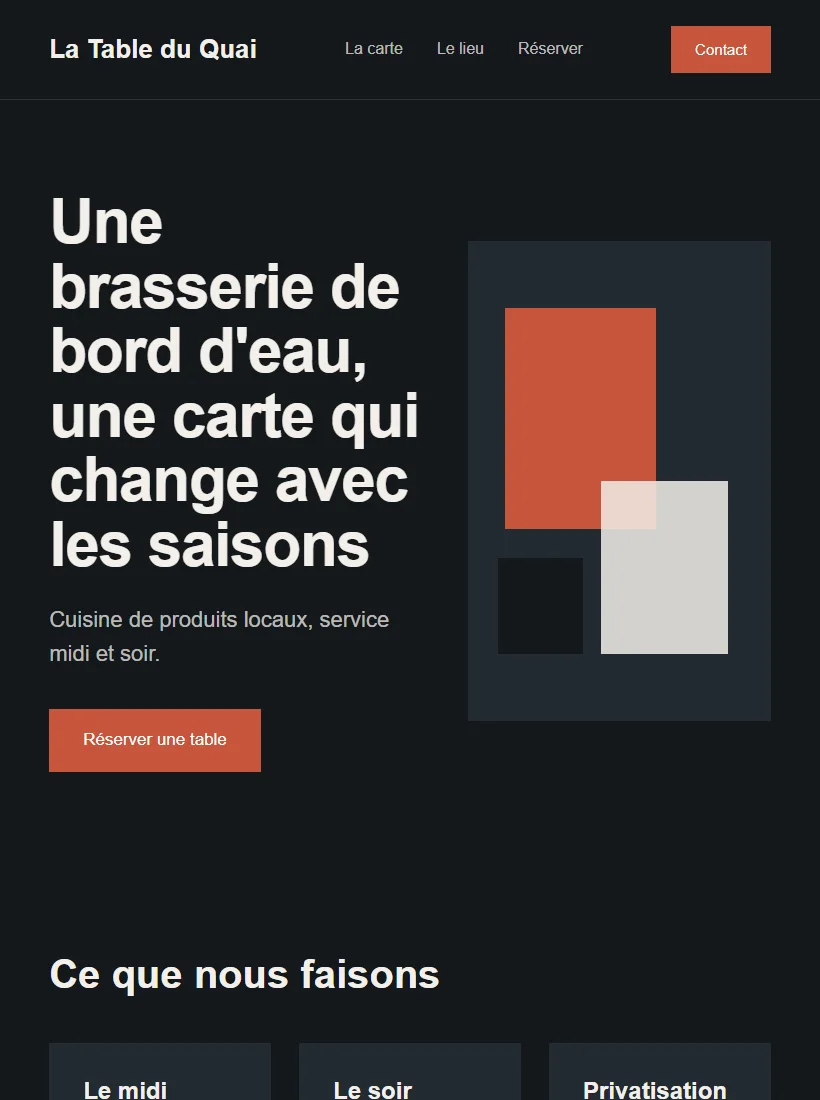 La Table du Quai
La carte
Le lieu
Réserver
Contact
Une
brasserie de
bord d'eau,
une carte qui
change avec
les saisons
Cuisine de produits locaux, service
midi et soir.
Réserver une table
Ce que nous faisons
Le midi
Le soir
Privatisation